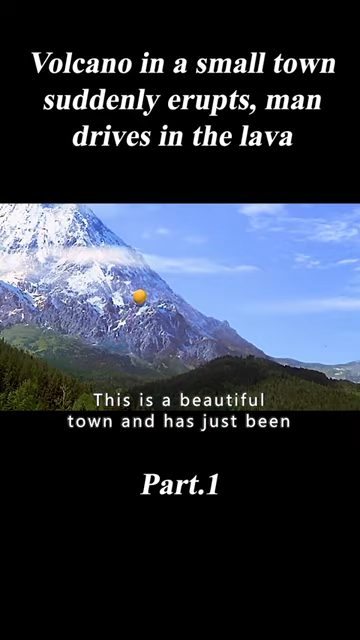 Volcano in a small town
suddenly erupts, man
drives in the lava
This is a beautiful
town and has just been
Part.1